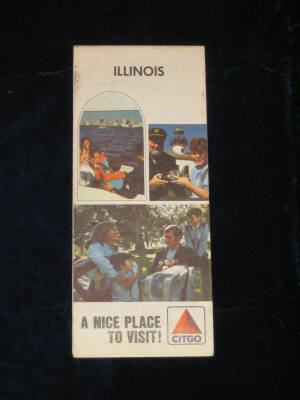 ILLINOIS
A NICE PLACE
TO VISIT!
CITGO